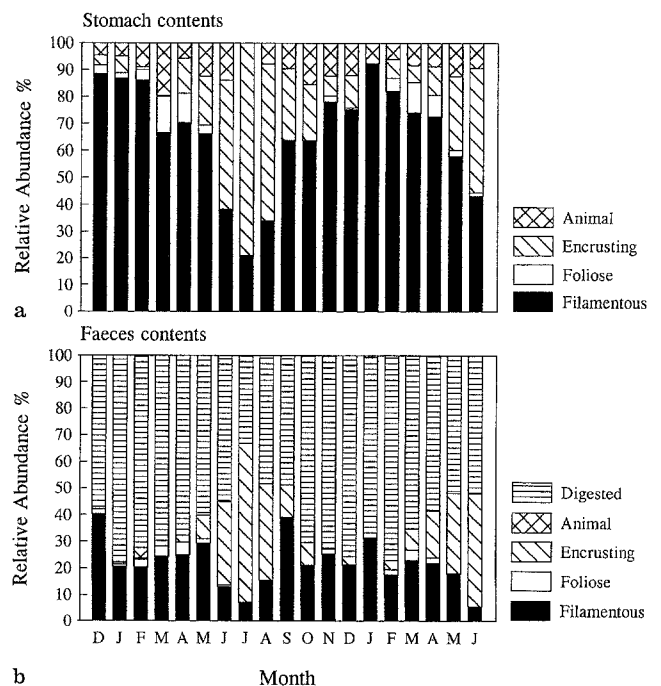 Stomach contents
Relative Abundance %
100
90
80
70
60
50
40
30
20
10
0
Animal
Encrusting
Foliose
Filamentous
a
Faeces contents
Relative Abundance %
100
90
80
70
60
50
40
30
20
10
0
Digested
Animal
Encrusting
Foliose
Filamentous
D J F M A M J J A S O N D J F M A M J
b
Month